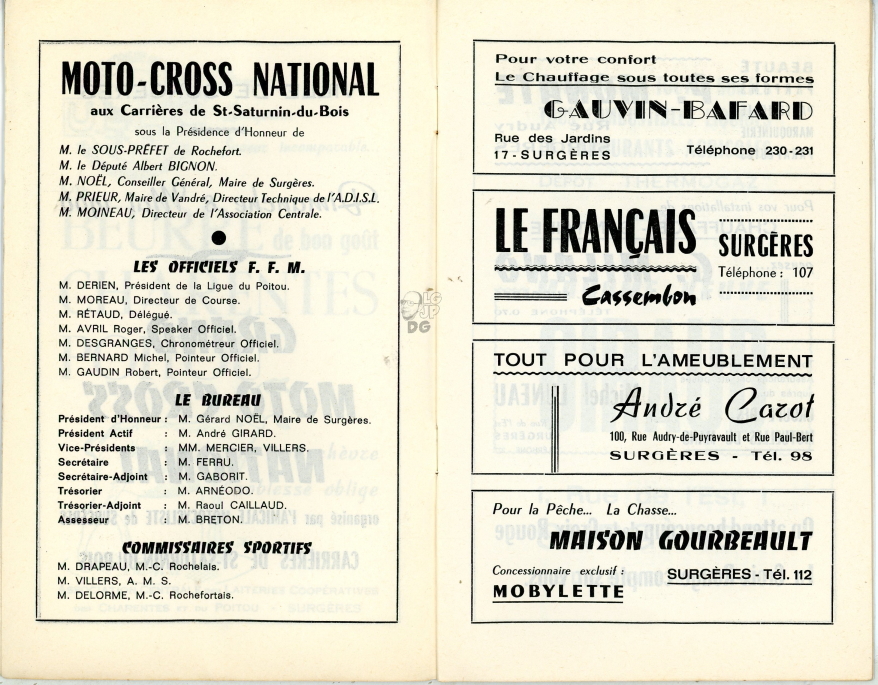 MOTO-CROSS NATIONAL
aux Carrières de St-Saturnin-du-Bois
sous la Présidence d'Honneur de
M. le SOUS-PRÉFET de Rochefort.
M. le Député Albert BIGNON.
M. NOËL, Conseiller Général, Maire de Surgères.
M. PRIEUR, Maire de Vandré, Directeur Technique de l'A.D.I.S.L.
M. MOINEAU, Directeur de l'Association Centrale.
LES OFFICIELS F. F. M.
M. DERIEN, Président de la Ligue du Poitou.
M. MOREAU, Directeur de Course.
M. RÉTAUD, Délégué.
M. AVRIL Roger, Speaker Officiel.
M. DESGRANGES, Chronométreur Officiel.
M. BERNARD Michel, Pointeur Officiel.
M. GAUDIN Robert, Pointeur Officiel.
LE BUREAU
Président d'Honneur : M. Gérard NOËL, Maire de Surgères.
Président Actif : M. André GIRARD.
Vice-Présidents : MM. MERCIER, VILLERS.
Secrétaire : M. FERRU.
Secrétaire-Adjoint : M. GABORIT.
Trésorier : M. ARNÉODO.
Trésorier-Adjoint : M. Raoul CAILLAUD.
Assesseur : M. BRETON.
COMMISSAIRES SPORTIFS
M. DRAPEAU, M.-C. Rochelais.
M. VILLERS, A. M. S.
M. DELORME, M.-C. Rochefortais.
LG
JP
DG
Pour votre confort
Le Chauffage sous toutes ses formes
GAUVIN-BAFARD
Rue des Jardins
17 - SURGÈRES
Téléphone 230-231
LE FRANÇAIS
SURGÈRES
Téléphone : 107
Cassembon
TOUT POUR L'AMEUBLEMENT
André Carot
100, Rue Audry-de-Puyravault et Rue Paul-Bert
SURGÈRES - Tél. 98
Pour la Pêche... La Chasse...
MAISON GOURBEAULT
Concessionnaire exclusif :
MOBYLETTE
SURGÈRES - Tél. 112